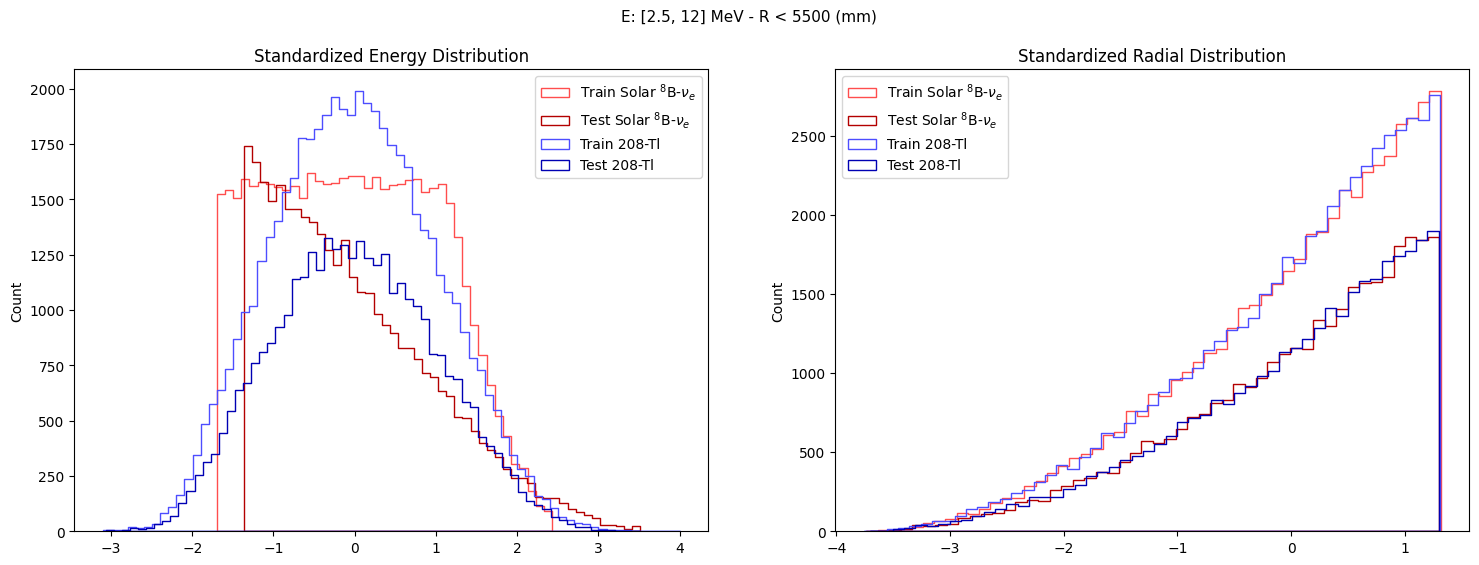 E: [2.5, 12] MeV - R < 5500 (mm)
Standardized Energy Distribution
Count
2000
1750
1500
1250
1000
750
500
250
0
−3
−2
−1
0
1
2
3
4
Train Solar ⁸B-νₑ
Test Solar ⁸B-νₑ
Train 208-Tl
Test 208-Tl
Standardized Radial Distribution
Count
2500
2000
1500
1000
500
0
−4
−3
−2
−1
0
1
Train Solar ⁸B-νₑ
Test Solar ⁸B-νₑ
Train 208-Tl
Test 208-Tl